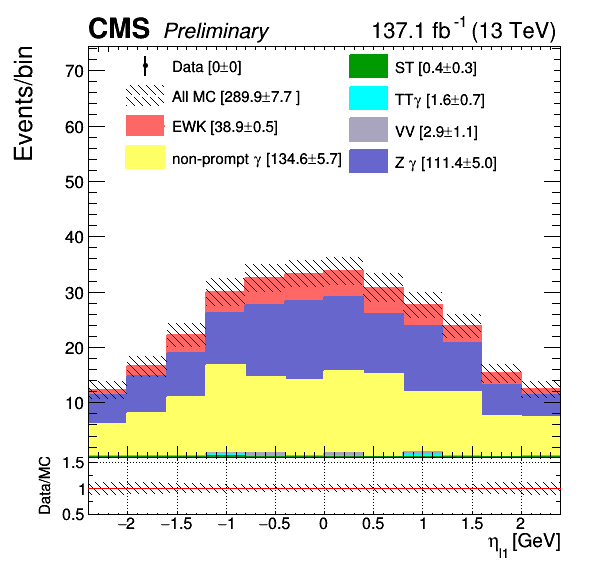 CMS Preliminary 137.1 fb⁻¹ (13 TeV)
Events/bin
Data [0±0]
All MC [289.9±7.7 ]
EWK [38.9±0.5]
non-prompt γ [134.6±5.7]
ST [0.4±0.3]
TTγ [1.6±0.7]
VV [2.9±1.1]
Z γ [111.4±5.0]
70
60
50
40
30
20
10
Data/MC
1.5
1
0.5
−2 −1.5 −1 −0.5 0 0.5 1 1.5 2
η_l1 [GeV]